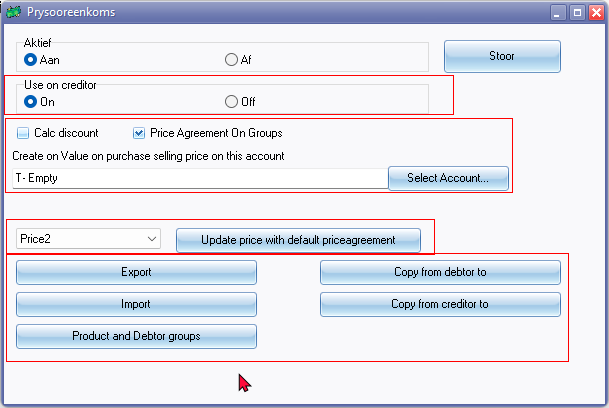 Prysooreenkoms
Aktief
Aan Af
Stoor
Use on creditor
On Off
Calc discount Price Agreement On Groups
Create on Value on purchase selling price on this account
T- Empty Select Account...
Price2 Update price with default priceagreement
Export Copy from debtor to
Import Copy from creditor to
Product and Debtor groups